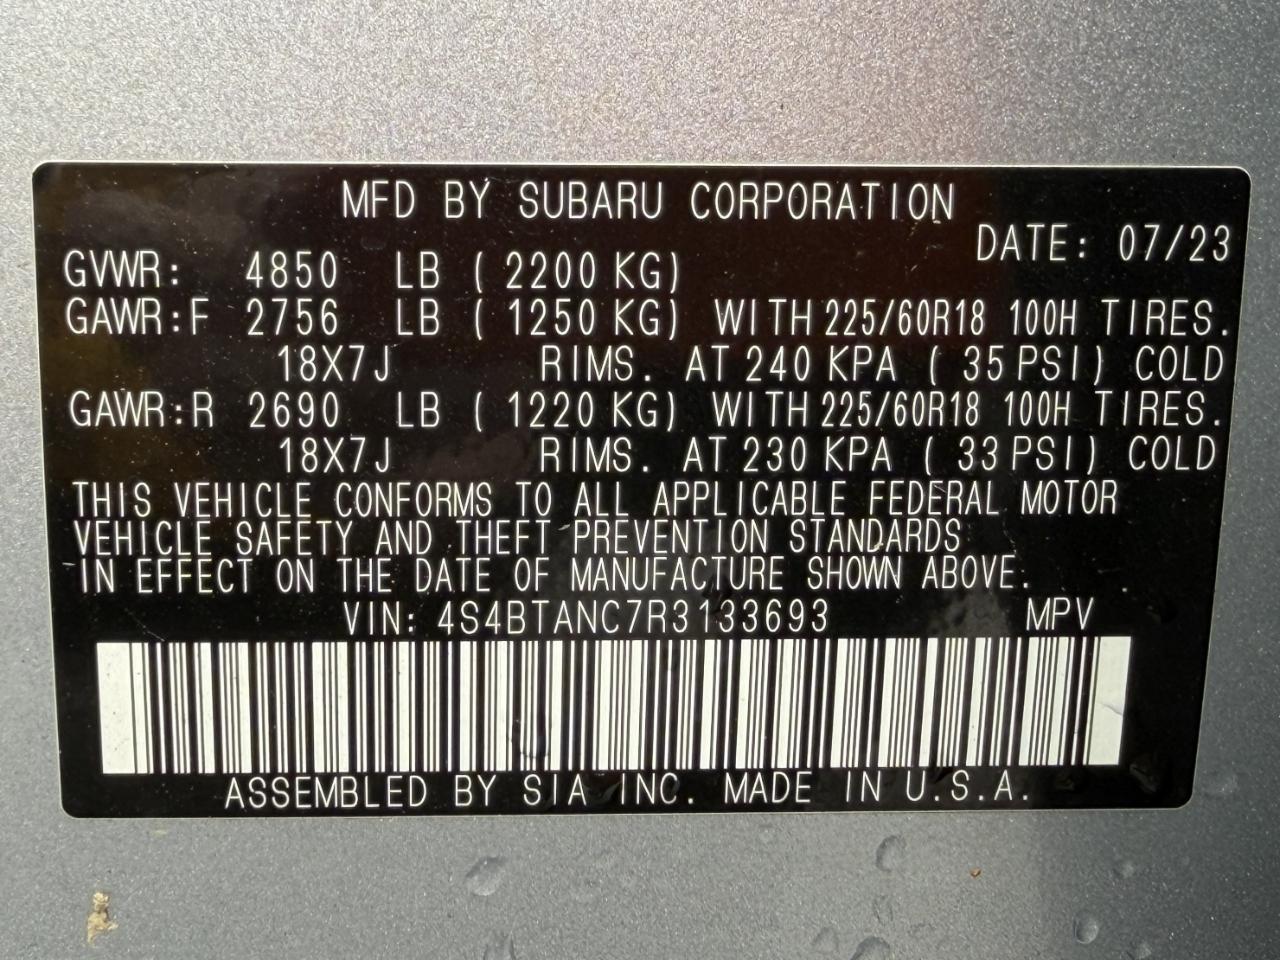 MFD BY SUBARU CORPORATION
DATE: 07/23
GVWR: 4850 LB ( 2200 KG)
GAWR:F 2756 LB ( 1250 KG) WITH 225/60R18 100H TIRES.
18X7J RIMS. AT 240 KPA ( 35 PSI) COLD
GAWR:R 2690 LB ( 1220 KG) WITH 225/60R18 100H TIRES.
18X7J RIMS. AT 230 KPA ( 33 PSI) COLD
THIS VEHICLE CONFORMS TO ALL APPLICABLE FEDERAL MOTOR
VEHICLE SAFETY AND THEFT PREVENTION STANDARDS
IN EFFECT ON THE DATE OF MANUFACTURE SHOWN ABOVE.
VIN: 4S4BTANC7R3133693 MPV
ASSEMBLED BY SIA INC. MADE IN U.S.A.